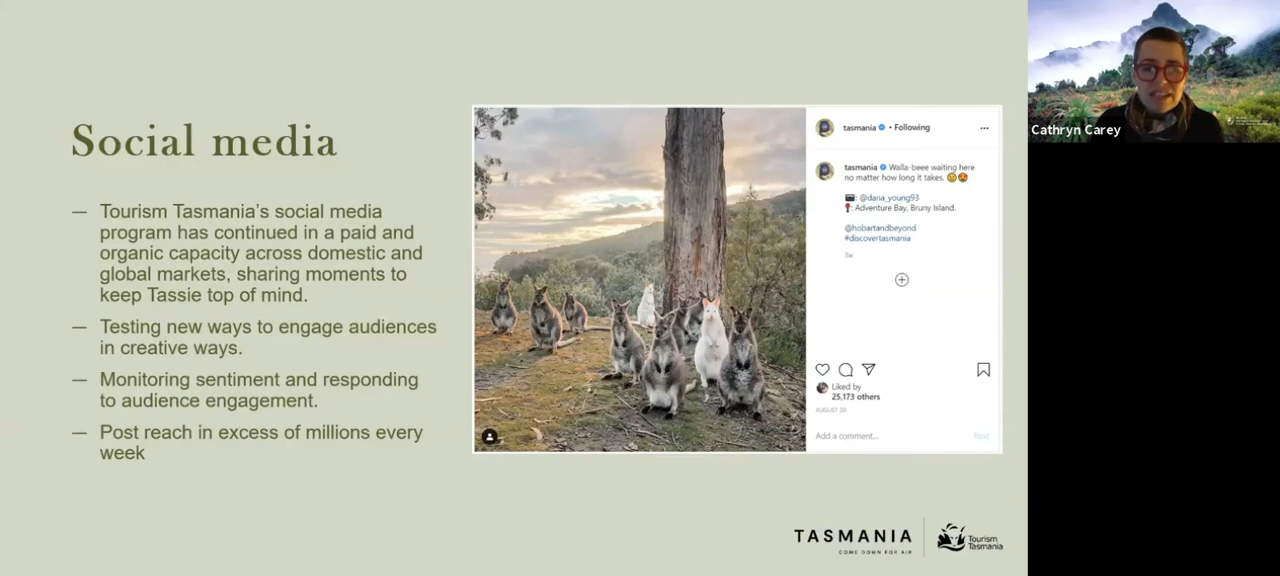 Social media
— Tourism Tasmania's social media
program has continued in a paid and
organic capacity across domestic and
global markets, sharing moments to
keep Tassie top of mind.
— Testing new ways to engage audiences
in creative ways.
— Monitoring sentiment and responding
to audience engagement.
— Post reach in excess of millions every
week
tasmania • Following
tasmania Walla-beee waiting here
no matter how long it takes.
: @dana_young93
: Adventure Bay, Bruny Island.
@hobartandbeyond
#discovertasmania
3w
Liked by
25,173 others
AUGUST 20
Add a comment...
Post
TASMANIA
COME DOWN FOR AIR
Tourism
Tasmania
Cathryn Carey